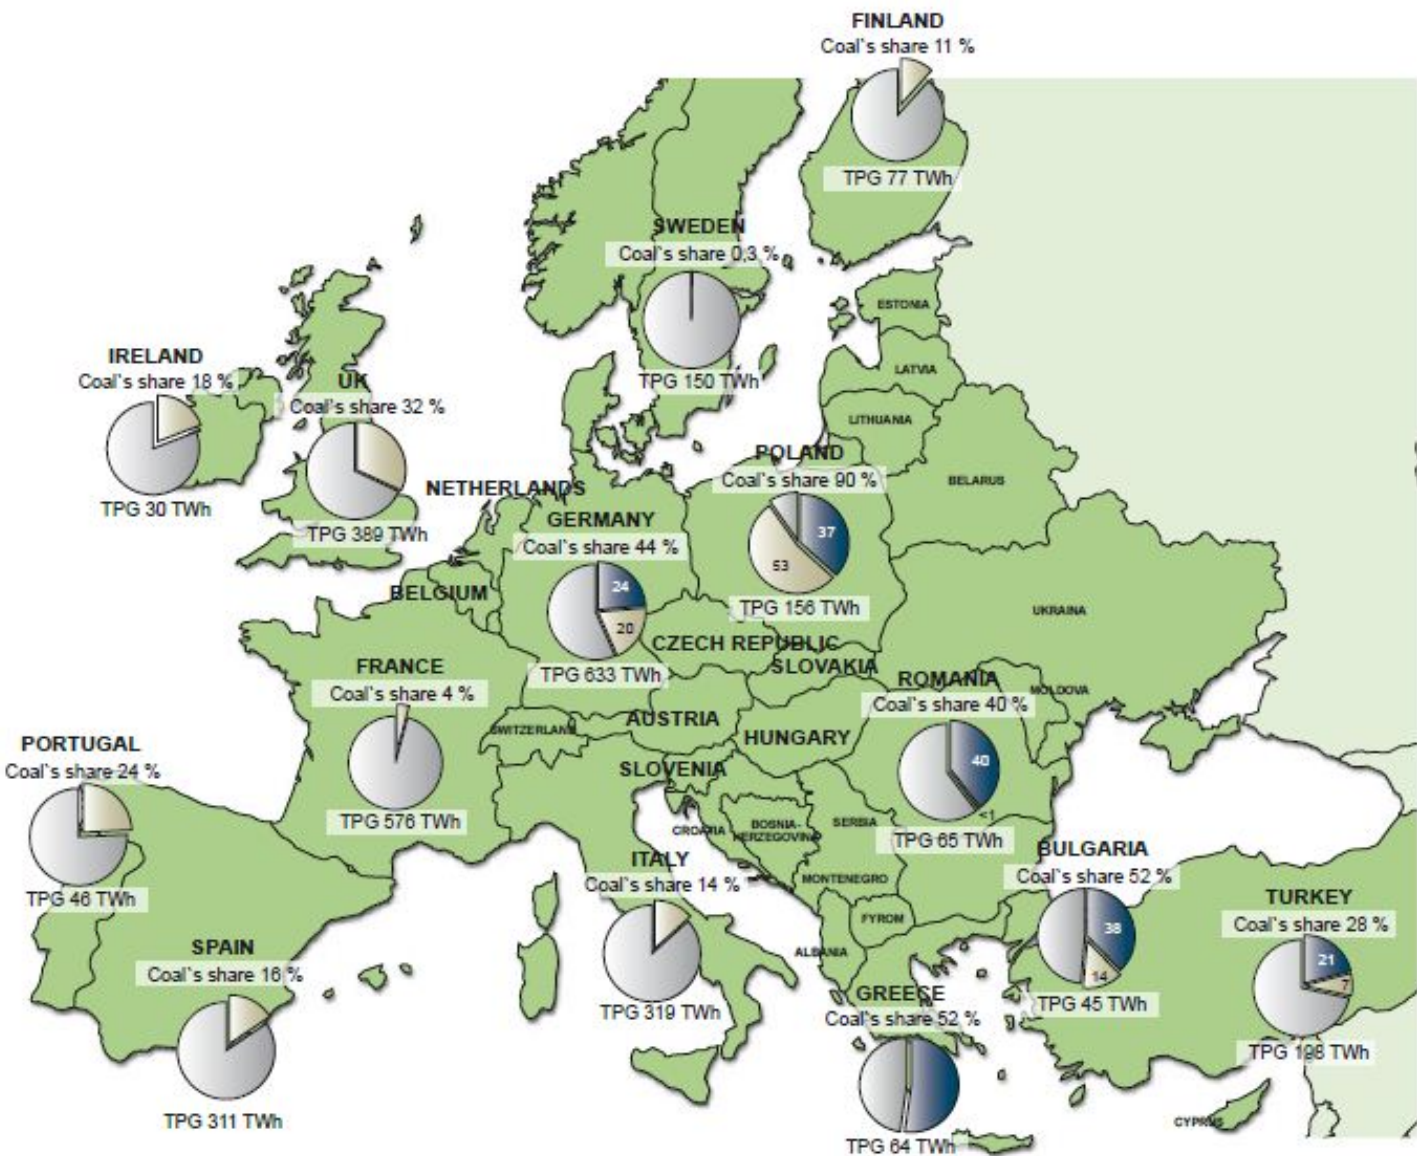 FINLAND
Coal`s share 11 %
TPG 77 TWh
SWEDEN
Coal`s share 0,3 %
TPG 150 TWh
ESTONIA
LATVIA
LITHUANIA
BELARUS
IRELAND
Coal`s share 18 %
TPG 30 TWh
UK
Coal`s share 32 %
TPG 389 TWh
NETHERLANDS
GERMANY
Coal`s share 44 %
24
20
TPG 633 TWh
POLAND
Coal`s share 90 %
37
53
TPG 156 TWh
BELGIUM
CZECH REPUBLIC
SLOVAKIA
UKRAINA
FRANCE
Coal`s share 4 %
TPG 576 TWh
SWITZERLAND
AUSTRIA
HUNGARY
SLOVENIA
ROMANIA
Coal`s share 40 %
40
<1
TPG 65 TWh
MOLDOVA
PORTUGAL
Coal`s share 24 %
TPG 46 TWh
CROATIA
BOSNIA-
HERZEGOVINA
SERBIA
MONTENEGRO
FYROM
ALBANIA
ITALY
Coal`s share 14 %
TPG 319 TWh
BULGARIA
Coal`s share 52 %
38
14
TPG 45 TWh
TURKEY
Coal`s share 28 %
21
7
TPG 198 TWh
SPAIN
Coal`s share 16 %
TPG 311 TWh
GREECE
Coal`s share 52 %
TPG 64 TWh
CYPRUS